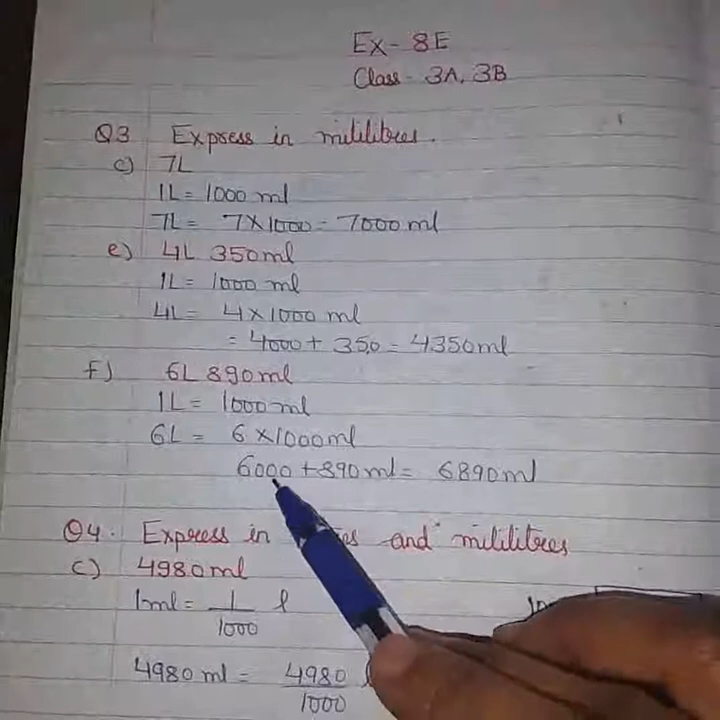 Ex- 8E
Class - 3A, 3B
Q3 Express in mililitres.
c) 7L
1L = 1000 ml
7L = 7×1000 = 7000 ml
e) 4L 350ml
1L = 1000 ml
4L = 4×1000 ml
= 4000 + 350 = 4350ml
f) 6L 890ml
1L = 1000 ml
6L = 6 ×1000ml
6000 + 890 ml = 6890ml
Q4. Express in and mililitres
c) 4980ml
1ml = 1/1000 l
4980 ml = 4980/1000